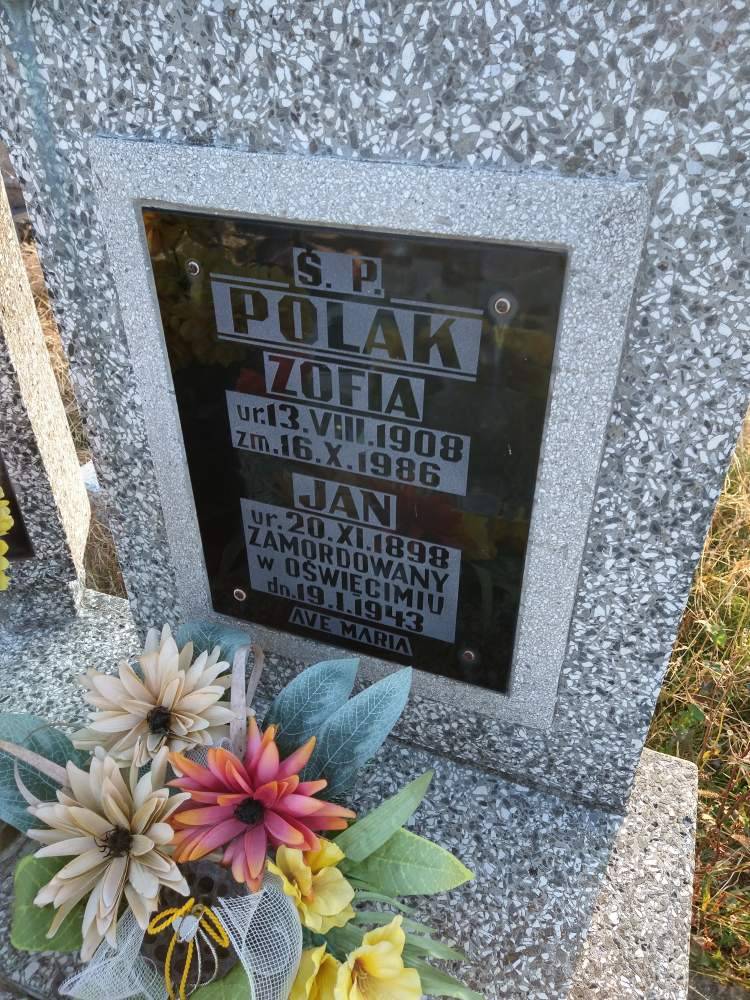 Ś. P.
POLAK
ZOFIA
ur.13.VIII.1908
zm.16.X.1986
JAN
ur.20.XI.1898
ZAMORDOWANY
w OŚWIĘCIMIU
dn.19.I.1943
AVE MARIA